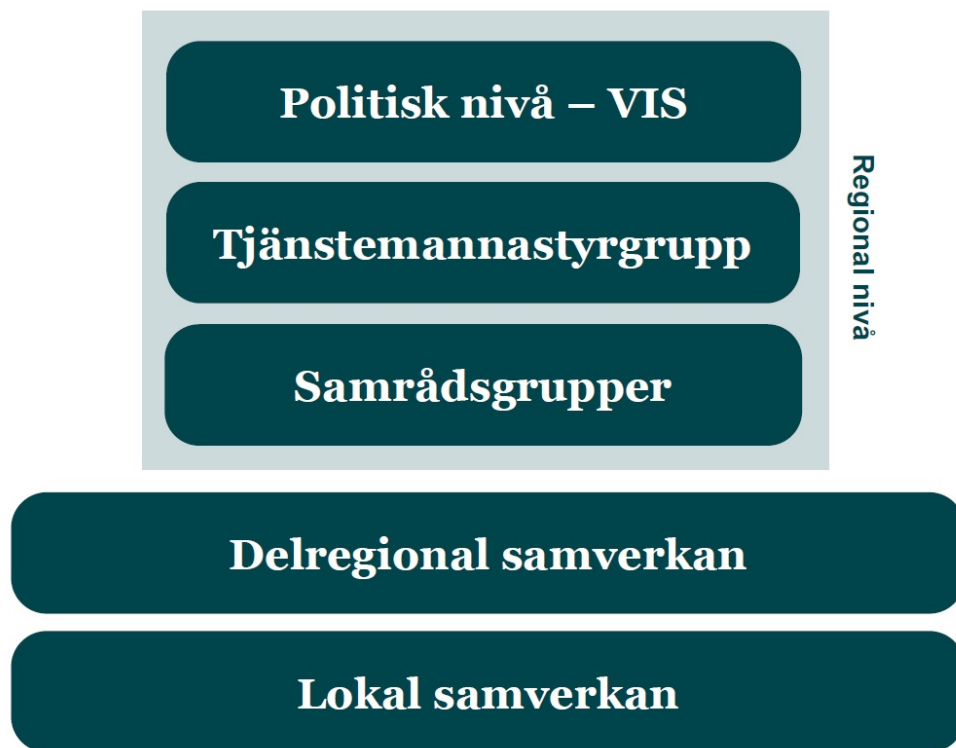 Politisk nivå – VIS
Tjänstemannastyrgrupp
Samrådsgrupper
Regional nivå
Delregional samverkan
Lokal samverkan